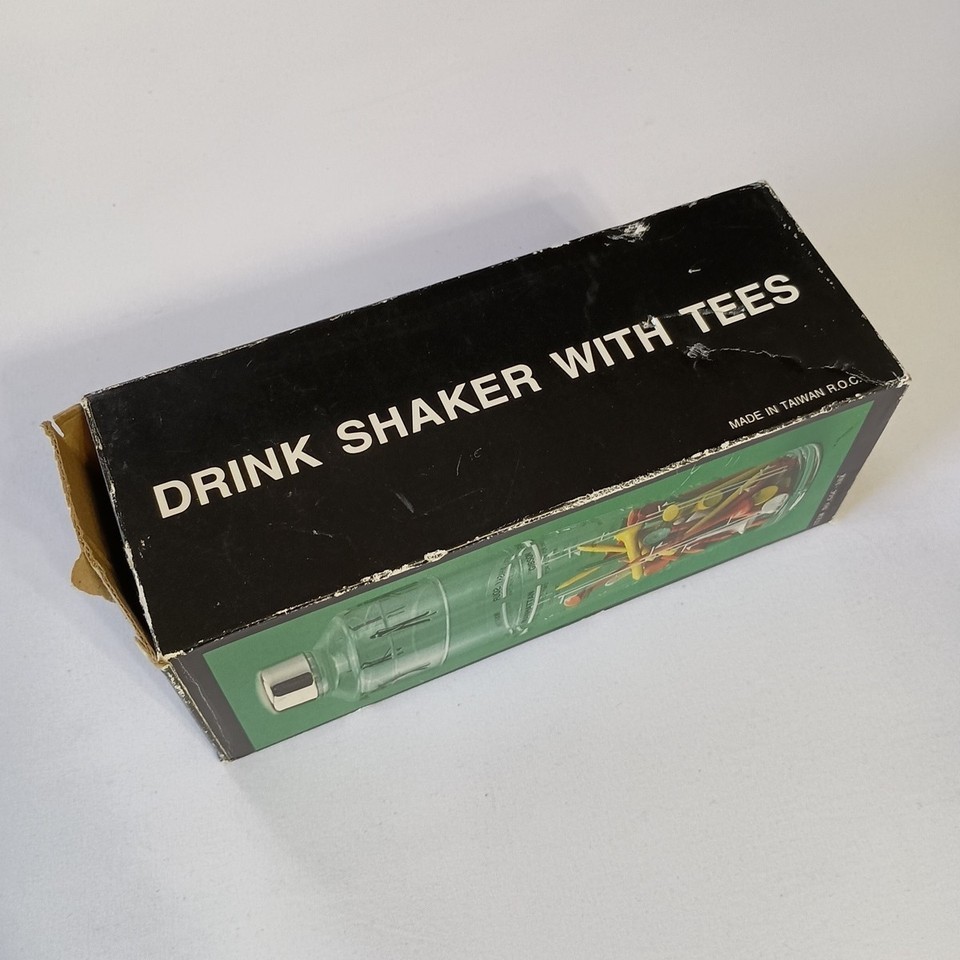 DRINK SHAKER WITH TEES
MADE IN TAIWAN R.O.C.